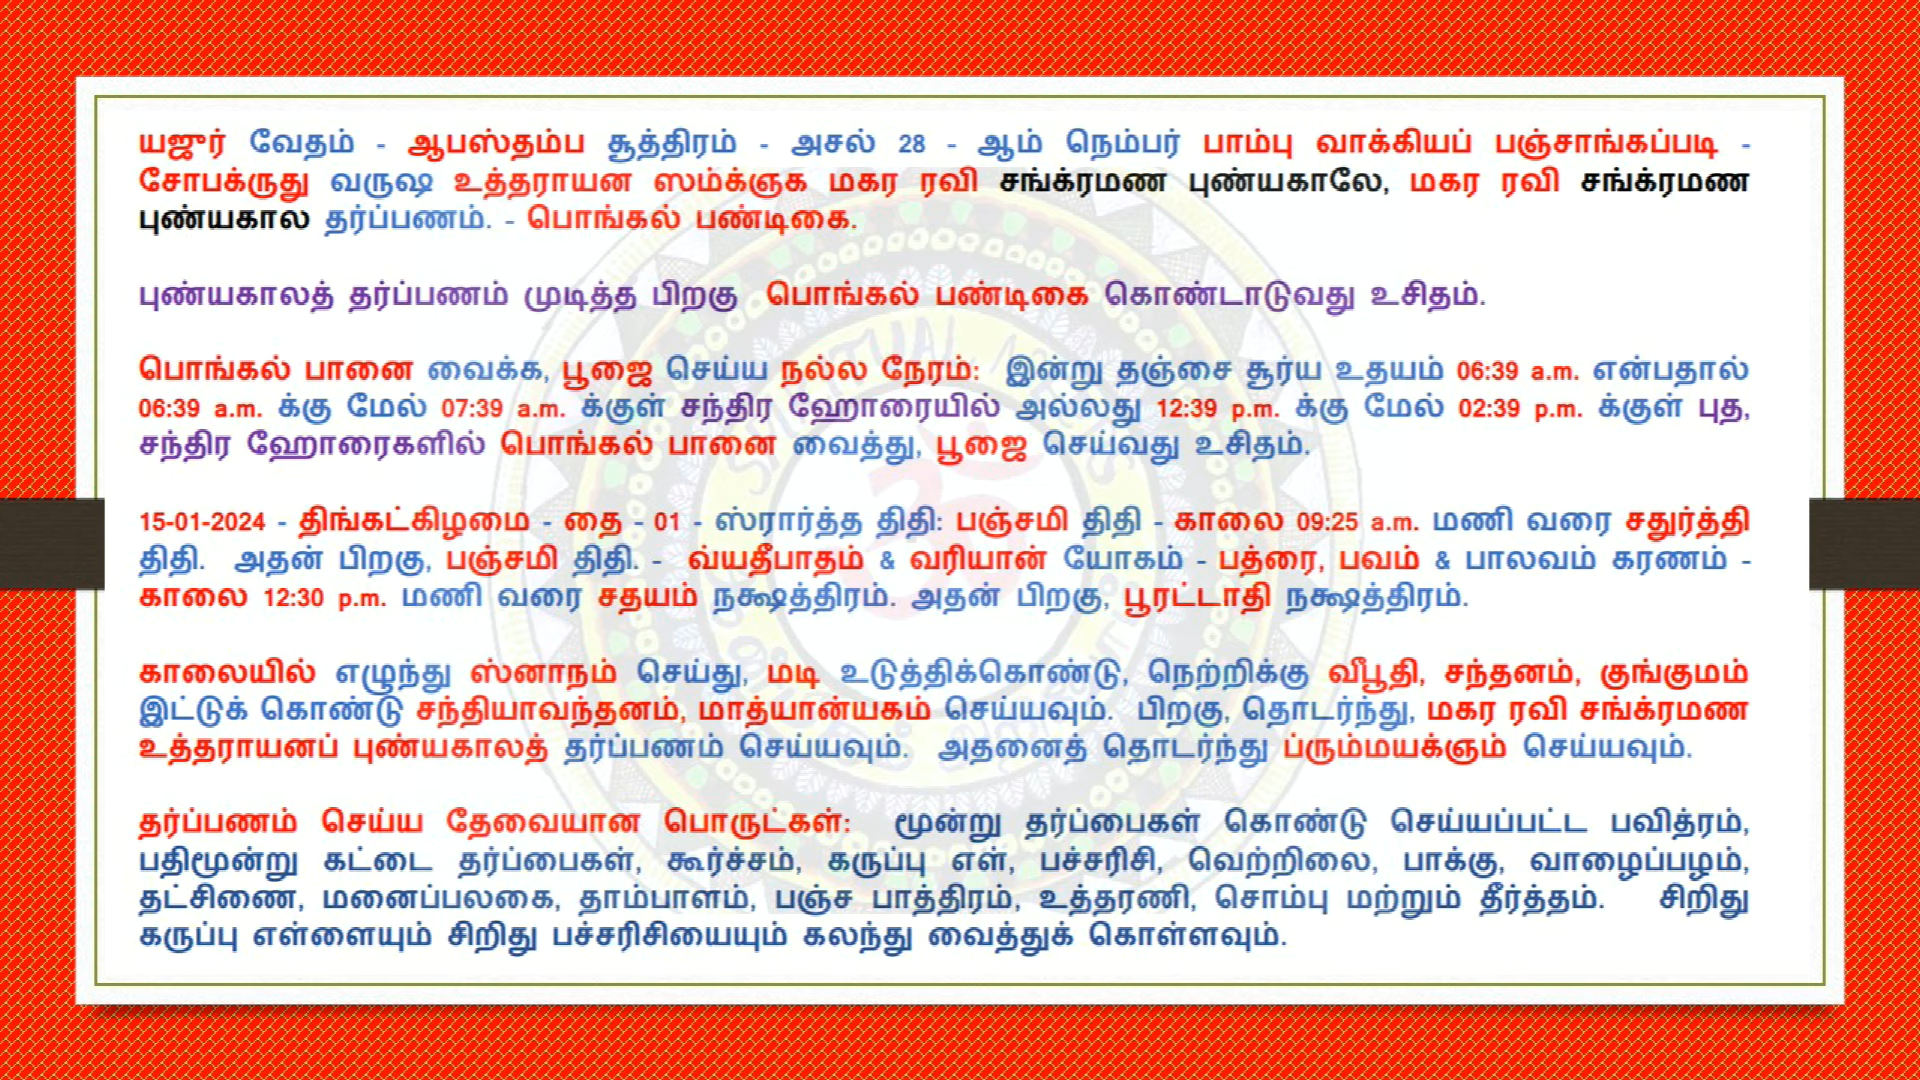 யஜுர் வேதம் - ஆபஸ்தம்ப சூத்திரம் - அசல் 28 - ஆம் நெம்பர் பாம்பு வாக்கியப் பஞ்சாங்கப்படி -
சோபக்ருது வருஷ உத்தராயன ஸம்க்ஞக மகர ரவி சங்க்ரமண புண்யகாலே, மகர ரவி சங்க்ரமண
புண்யகால தர்ப்பணம். - பொங்கல் பண்டிகை.
புண்யகாலத் தர்ப்பணம் முடித்த பிறகு பொங்கல் பண்டிகை கொண்டாடுவது உசிதம்.
பொங்கல் பானை வைக்க, பூஜை செய்ய நல்ல நேரம்: இன்று தஞ்சை சூர்ய உதயம் 06:39 a.m. என்பதால்
06:39 a.m. க்கு மேல் 07:39 a.m. க்குள் சந்திர ஹோரையில் அல்லது 12:39 p.m. க்கு மேல் 02:39 p.m. க்குள் புத,
சந்திர ஹோரைகளில் பொங்கல் பானை வைத்து, பூஜை செய்வது உசிதம்.
15-01-2024 - திங்கட்கிழமை - தை - 01 - ஸ்ரார்த்த திதி: பஞ்சமி திதி - காலை 09:25 a.m. மணி வரை சதுர்த்தி
திதி. அதன் பிறகு, பஞ்சமி திதி. - வ்யதீபாதம் & வரியான் யோகம் - பத்ரை, பவம் & பாலவம் கரணம் -
காலை 12:30 p.m. மணி வரை சதயம் நக்ஷத்திரம். அதன் பிறகு, பூரட்டாதி நக்ஷத்திரம்.
காலையில் எழுந்து ஸ்னாநம் செய்து, மடி உடுத்திக்கொண்டு, நெற்றிக்கு வீபூதி, சந்தனம், குங்குமம்
இட்டுக் கொண்டு சந்தியாவந்தனம், மாத்யான்யகம் செய்யவும். பிறகு, தொடர்ந்து, மகர ரவி சங்க்ரமண
உத்தராயனப் புண்யகாலத் தர்ப்பணம் செய்யவும். அதனைத் தொடர்ந்து ப்ரும்மயக்ஞம் செய்யவும்.
தர்ப்பணம் செய்ய தேவையான பொருட்கள்: மூன்று தர்ப்பைகள் கொண்டு செய்யப்பட்ட பவித்ரம்,
பதிமூன்று கட்டை தர்ப்பைகள், கூர்ச்சம், கருப்பு எள், பச்சரிசி, வெற்றிலை, பாக்கு, வாழைப்பழம்,
தட்சிணை, மனைப்பலகை, தாம்பாளம், பஞ்ச பாத்திரம், உத்தரணி, சொம்பு மற்றும் தீர்த்தம். சிறிது
கருப்பு எள்ளையும் சிறிது பச்சரிசியையும் கலந்து வைத்துக் கொள்ளவும்.